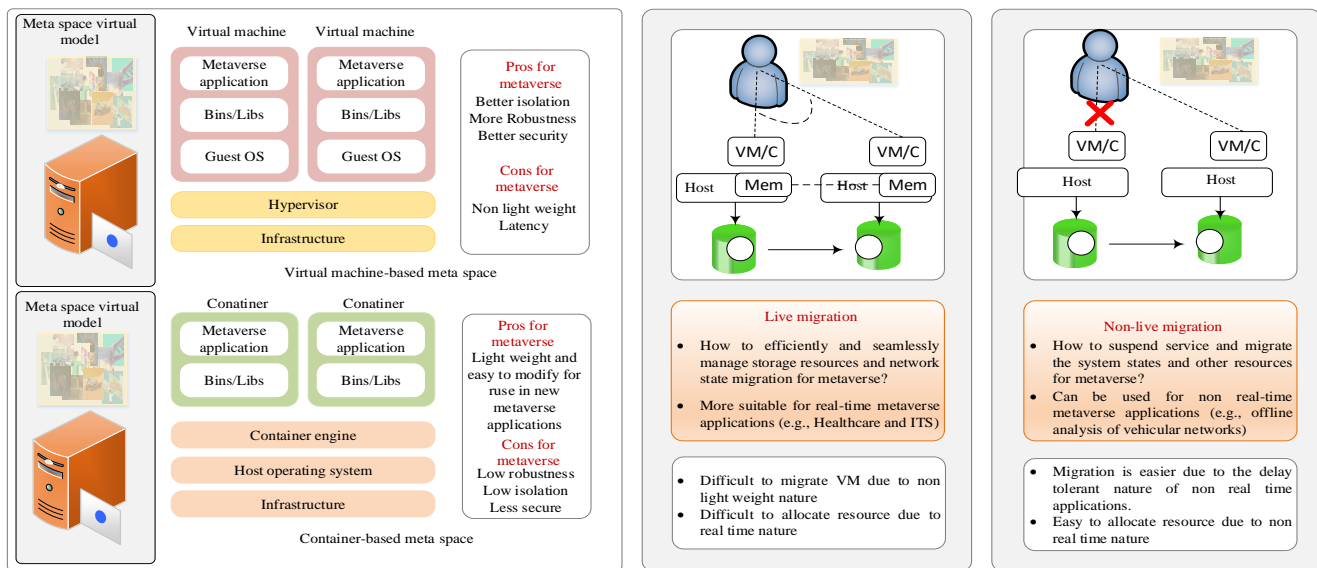 Meta space virtual
model
Virtual machine
Virtual machine
Metaverse
application
Bins/Libs
Guest OS
Metaverse
application
Bins/Libs
Guest OS
Hypervisor
Infrastructure
Pros for
metaverse
Better isolation
More Robustness
Better security
Cons for
metaverse
Non light weight
Latency
Virtual machine-based meta space
Meta space virtual
model
Conatiner
Conatiner
Metaverse
application
Bins/Libs
Metaverse
application
Bins/Libs
Container engine
Host operating system
Infrastructure
Pros for
metaverse
Light weight and
easy to modify for
ruse in new
metaverse
applications
Cons for
metaverse
Low robustness
Low isolation
Less secure
Container-based meta space
VM/C
VM/C
Host
Mem
Host
Mem
Live migration
• How to efficiently and seamlessly
manage storage resources and network
state migration for metaverse?
• More suitable for real-time metaverse
applications (e.g., Healthcare and ITS)
• Difficult to migrate VM due to non
light weight nature
• Difficult to allocate resource due to
real time nature
VM/C
VM/C
Host
Host
Non-live migration
• How to suspend service and migrate
the system states and other resources
for metaverse?
• Can be used for non real-time
metaverse applications (e.g., offline
analysis of vehicular networks)
• Migration is easier due to the delay
tolerant nature of non real time
applications.
• Easy to allocate resource due to non
real time nature